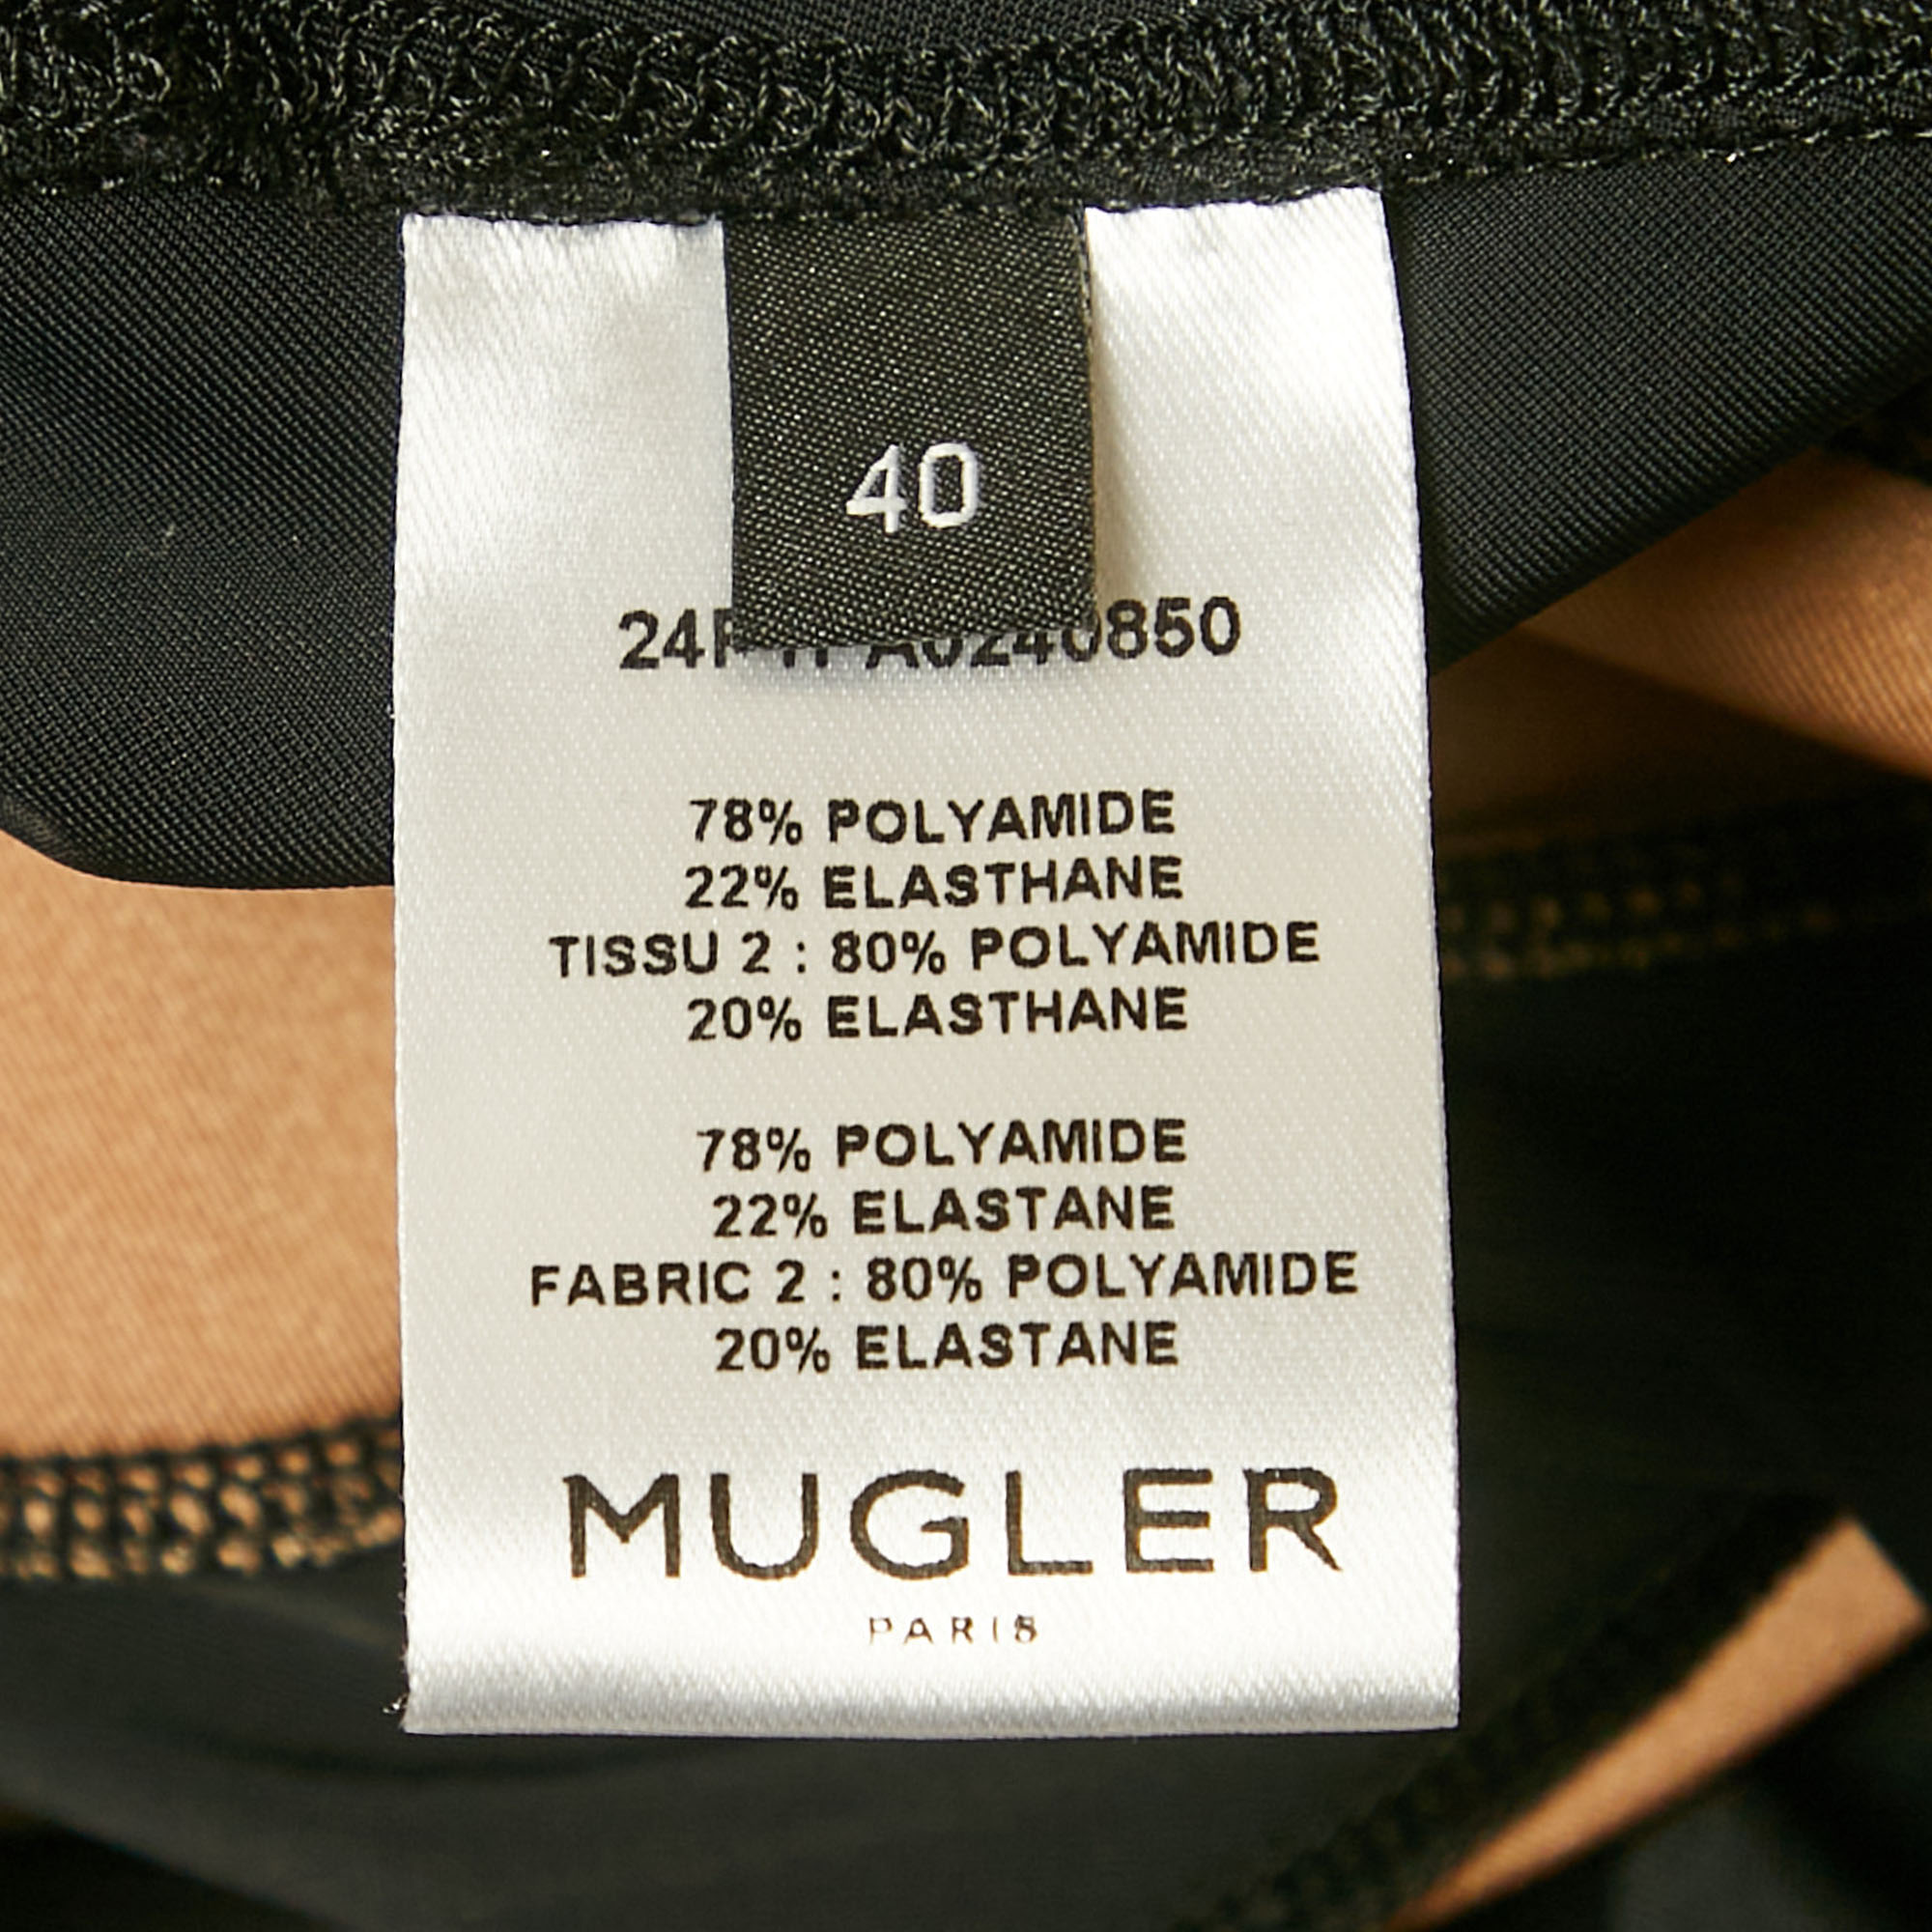 40
78% POLYAMIDE
22% ELASTHANE
TISSU 2 : 80% POLYAMIDE
20% ELASTHANE
78% POLYAMIDE
22% ELASTANE
FABRIC 2 : 80% POLYAMIDE
20% ELASTANE
MUGLER
PARIS